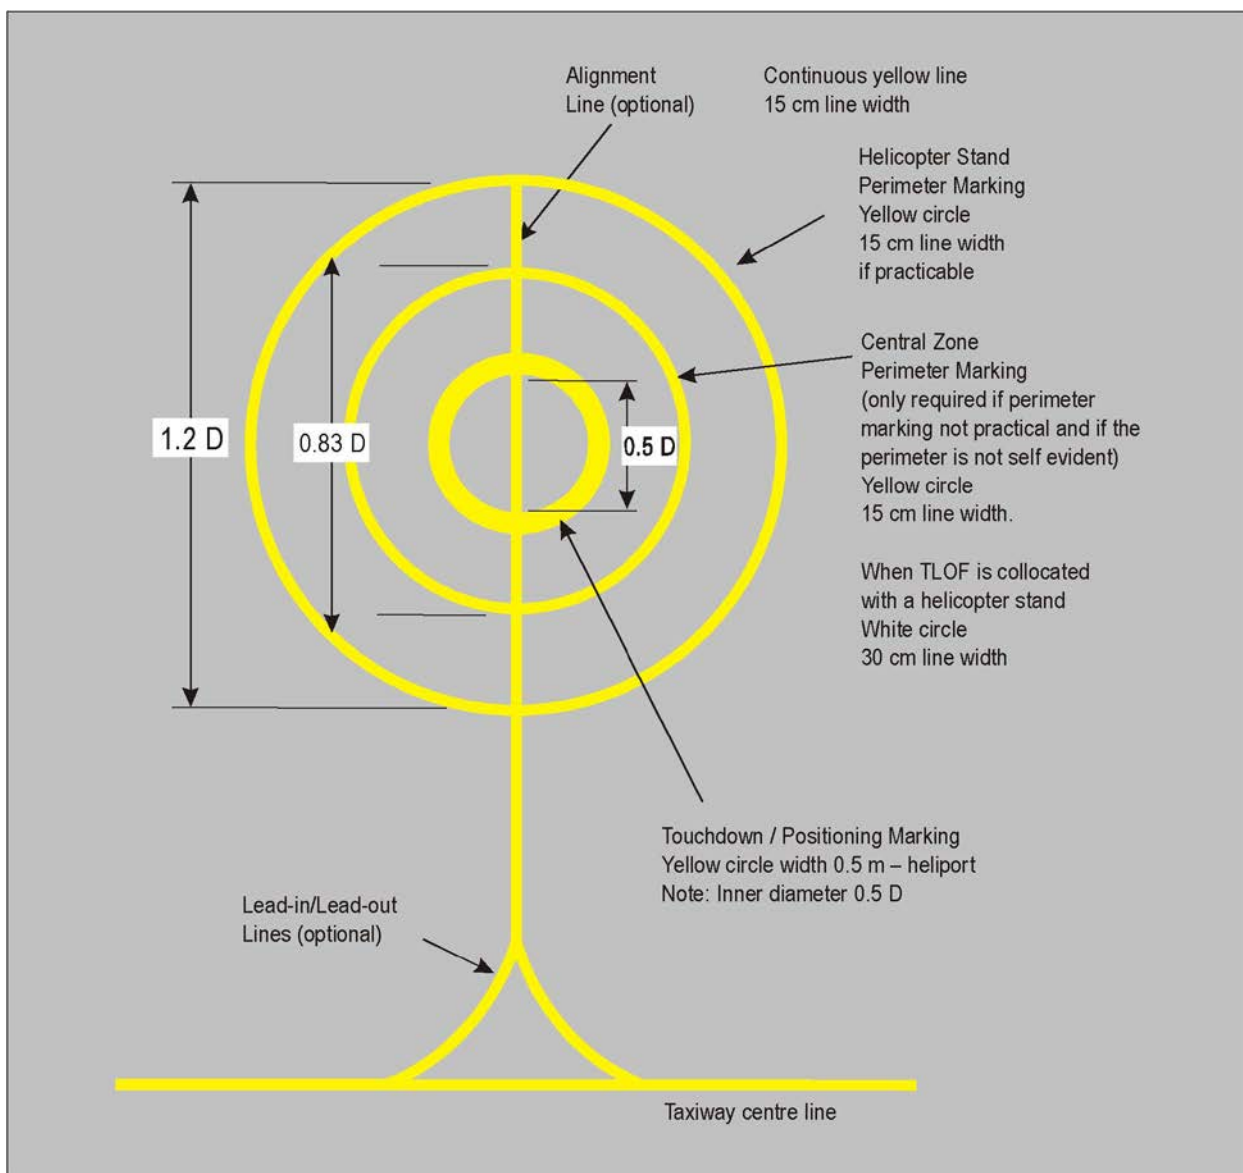 Alignment
Line (optional)
Continuous yellow line
15 cm line width
Helicopter Stand
Perimeter Marking
Yellow circle
15 cm line width
if practicable
Central Zone
Perimeter Marking
(only required if perimeter
marking not practical and if the
perimeter is not self evident)
Yellow circle
15 cm line width.
When TLOF is collocated
with a helicopter stand
White circle
30 cm line width
1.2 D
0.83 D
0.5 D
Touchdown / Positioning Marking
Yellow circle width 0.5 m – heliport
Note: Inner diameter 0.5 D
Lead-in/Lead-out
Lines (optional)
Taxiway centre line